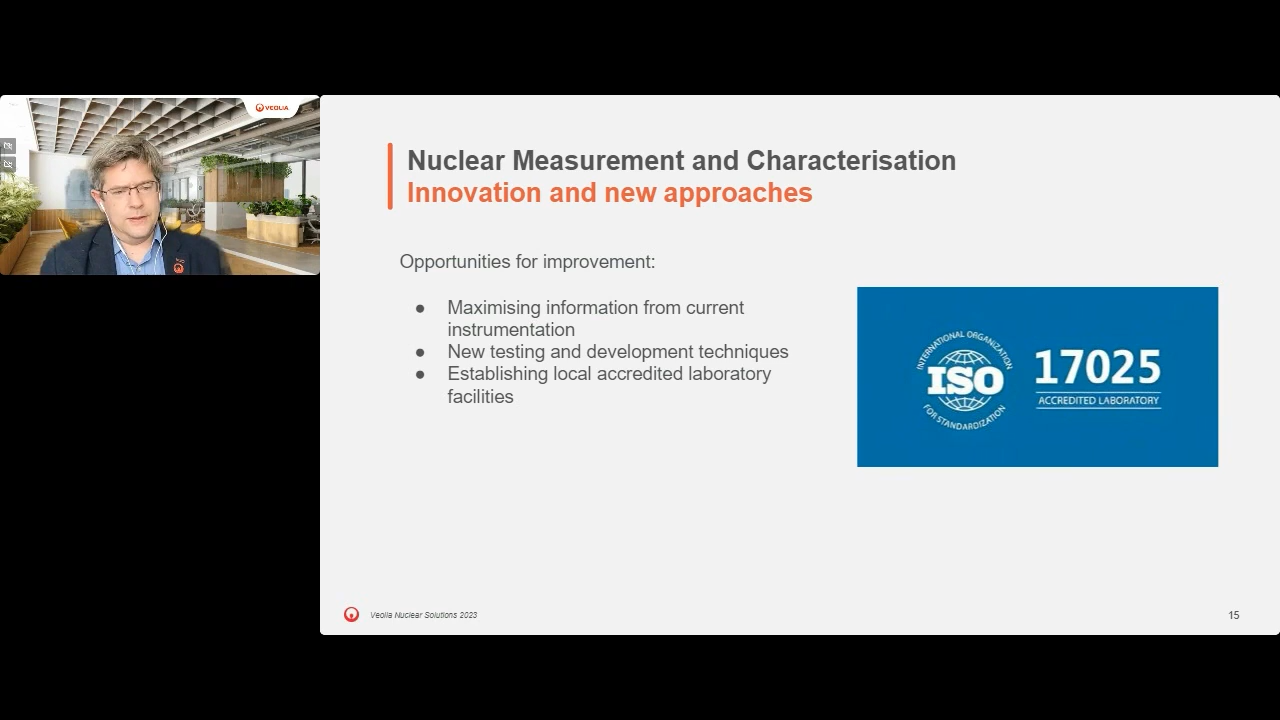 VEOLIA
Nuclear Measurement and Characterisation
Innovation and new approaches
Opportunities for improvement:
● Maximising information from current
instrumentation
● New testing and development techniques
● Establishing local accredited laboratory
facilities
INTERNATIONAL ORGANIZATION
ISO
FOR STANDARDIZATION
17025
ACCREDITED LABORATORY
Veolia Nuclear Solutions 2023
15